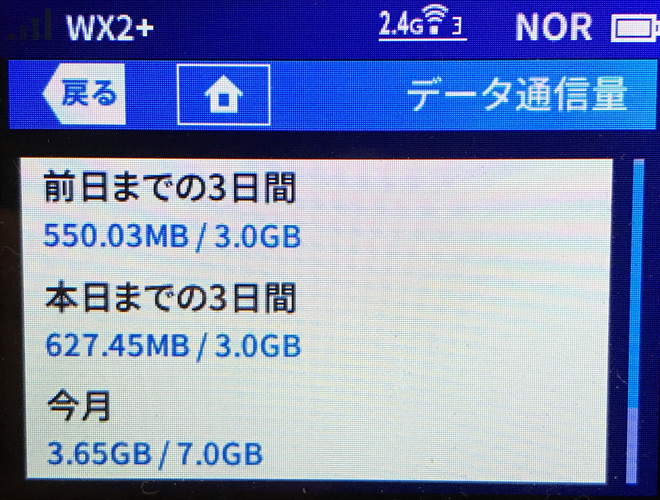 WX2+ 2.4G 3 NOR
戻る データ通信量
前日までの3日間
550.03MB / 3.0GB
本日までの3日間
627.45MB / 3.0GB
今月
3.65GB / 7.0GB